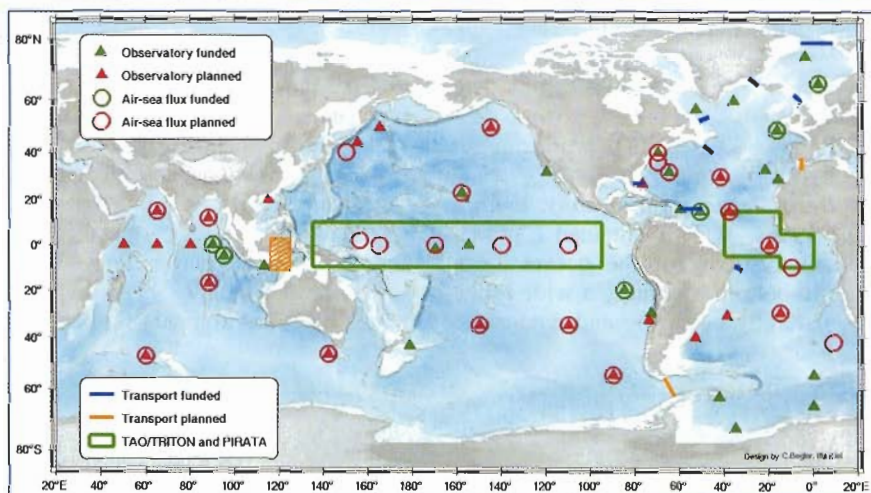 80°N
60°
40°
20°
0°
20°
40°
60°
80°S
Observatory funded
Observatory planned
Air-sea flux funded
Air-sea flux planned
Transport funded
Transport planned
TAO/TRITON and PIRATA
Design by C.Begler,
20°E 40° 60° 80° 100° 120° 140° 160° 180° 160° 140° 120° 100° 80° 60° 40° 20° 0° 20°E